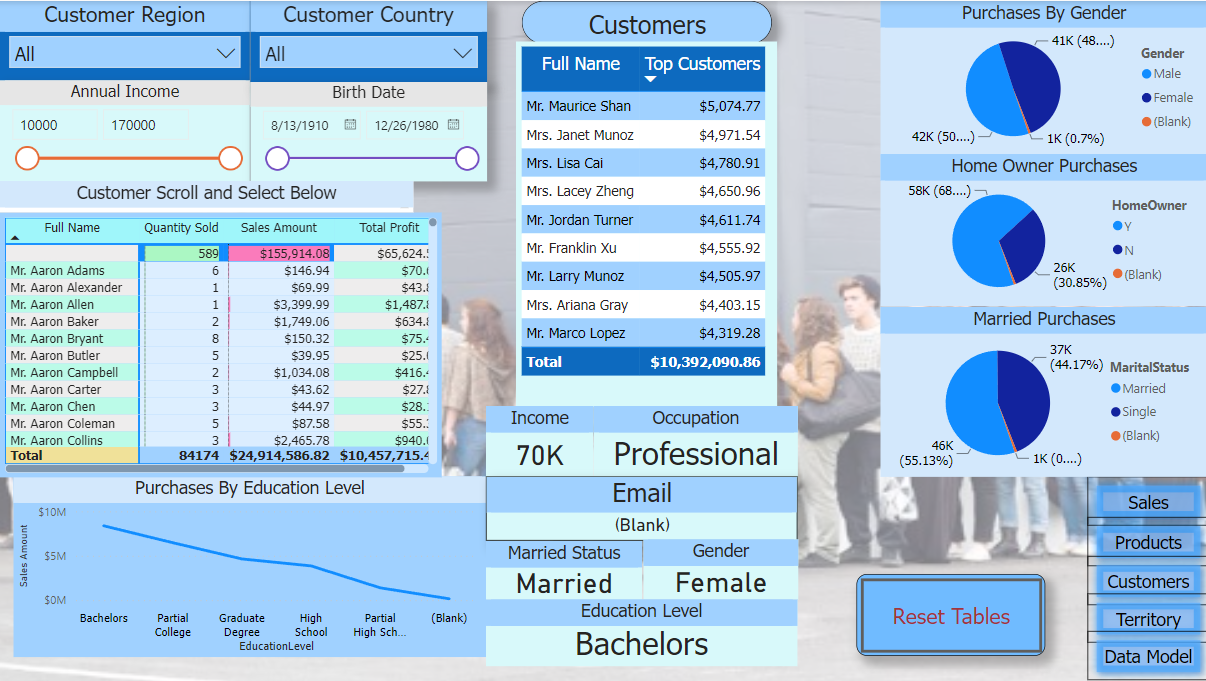 Customer Region
All
Customer Country
All
Annual Income
10000 170000
Birth Date
8/13/1910 12/26/1980
Customer Scroll and Select Below
Full Name Quantity Sold Sales Amount Total Profit
589 $155,914.08 $65,624.5
Mr. Aaron Adams 6 $146.94 $70.
Mr. Aaron Alexander 1 $69.99 $43.8
Mr. Aaron Allen 1 $3,399.99 $1,487.8
Mr. Aaron Baker 2 $1,749.06 $634.8
Mr. Aaron Bryant 8 $150.32 $75.4
Mr. Aaron Butler 5 $39.95 $25.
Mr. Aaron Campbell 2 $1,034.08 $416.4
Mr. Aaron Carter 3 $43.62 $27.8
Mr. Aaron Chen 3 $44.97 $28.
Mr. Aaron Coleman 5 $87.58 $55.
Mr. Aaron Collins 3 $2,465.78 $940.
Total 84174 $24,914,586.82 $10,457,715.4
Purchases By Education Level
Sales Amount
$10M
$5M
$0M
Bachelors
Partial
College
Graduate
Degree
High
School
Partial
High Sch...
(Blank)
EducationLevel
Customers
Full Name Top Customers
Mr. Maurice Shan $5,074.77
Mrs. Janet Munoz $4,971.54
Mrs. Lisa Cai $4,780.91
Mrs. Lacey Zheng $4,650.96
Mr. Jordan Turner $4,611.74
Mr. Franklin Xu $4,555.92
Mr. Larry Munoz $4,505.97
Mrs. Ariana Gray $4,403.15
Mr. Marco Lopez $4,319.28
Total $10,392,090.86
Income
70K
Occupation
Professional
Email
(Blank)
Married Status
Married
Gender
Female
Education Level
Bachelors
Purchases By Gender
41K (48....)
42K (50....)
1K (0.7%)
Gender
Male
Female
(Blank)
Home Owner Purchases
58K (68....)
26K
(30.85%)
HomeOwner
Y
N
(Blank)
Married Purchases
37K
(44.17%)
46K
(55.13%)
1K (0....)
MaritalStatus
Married
Single
(Blank)
Reset Tables
Sales
Products
Customers
Territory
Data Model